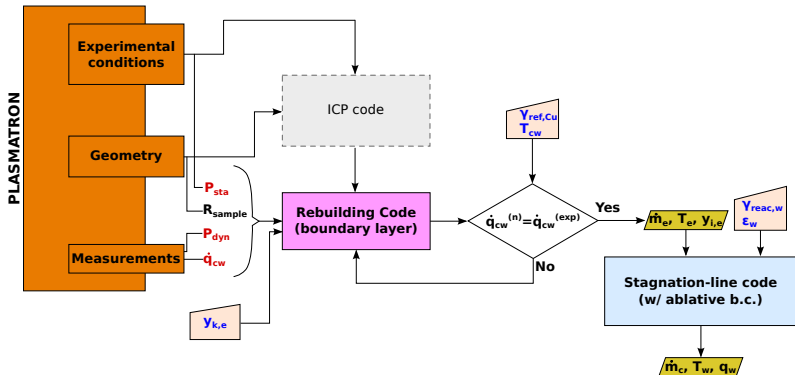 PLASMATRON
Experimental
conditions
Geometry
Measurements
P_sta
R_sample
P_dyn
q̇_cw
y_k,e
ICP code
Rebuilding Code
(boundary layer)
γ_ref,Cu
T_cw
q̇_cw^(n)=q̇_cw^(exp)
Yes
No
ṁ_e, T_e, y_i,e
γ_reac,w
ε_w
Stagnation-line code
(w/ ablative b.c.)
ṁ_c, T_w, q_w